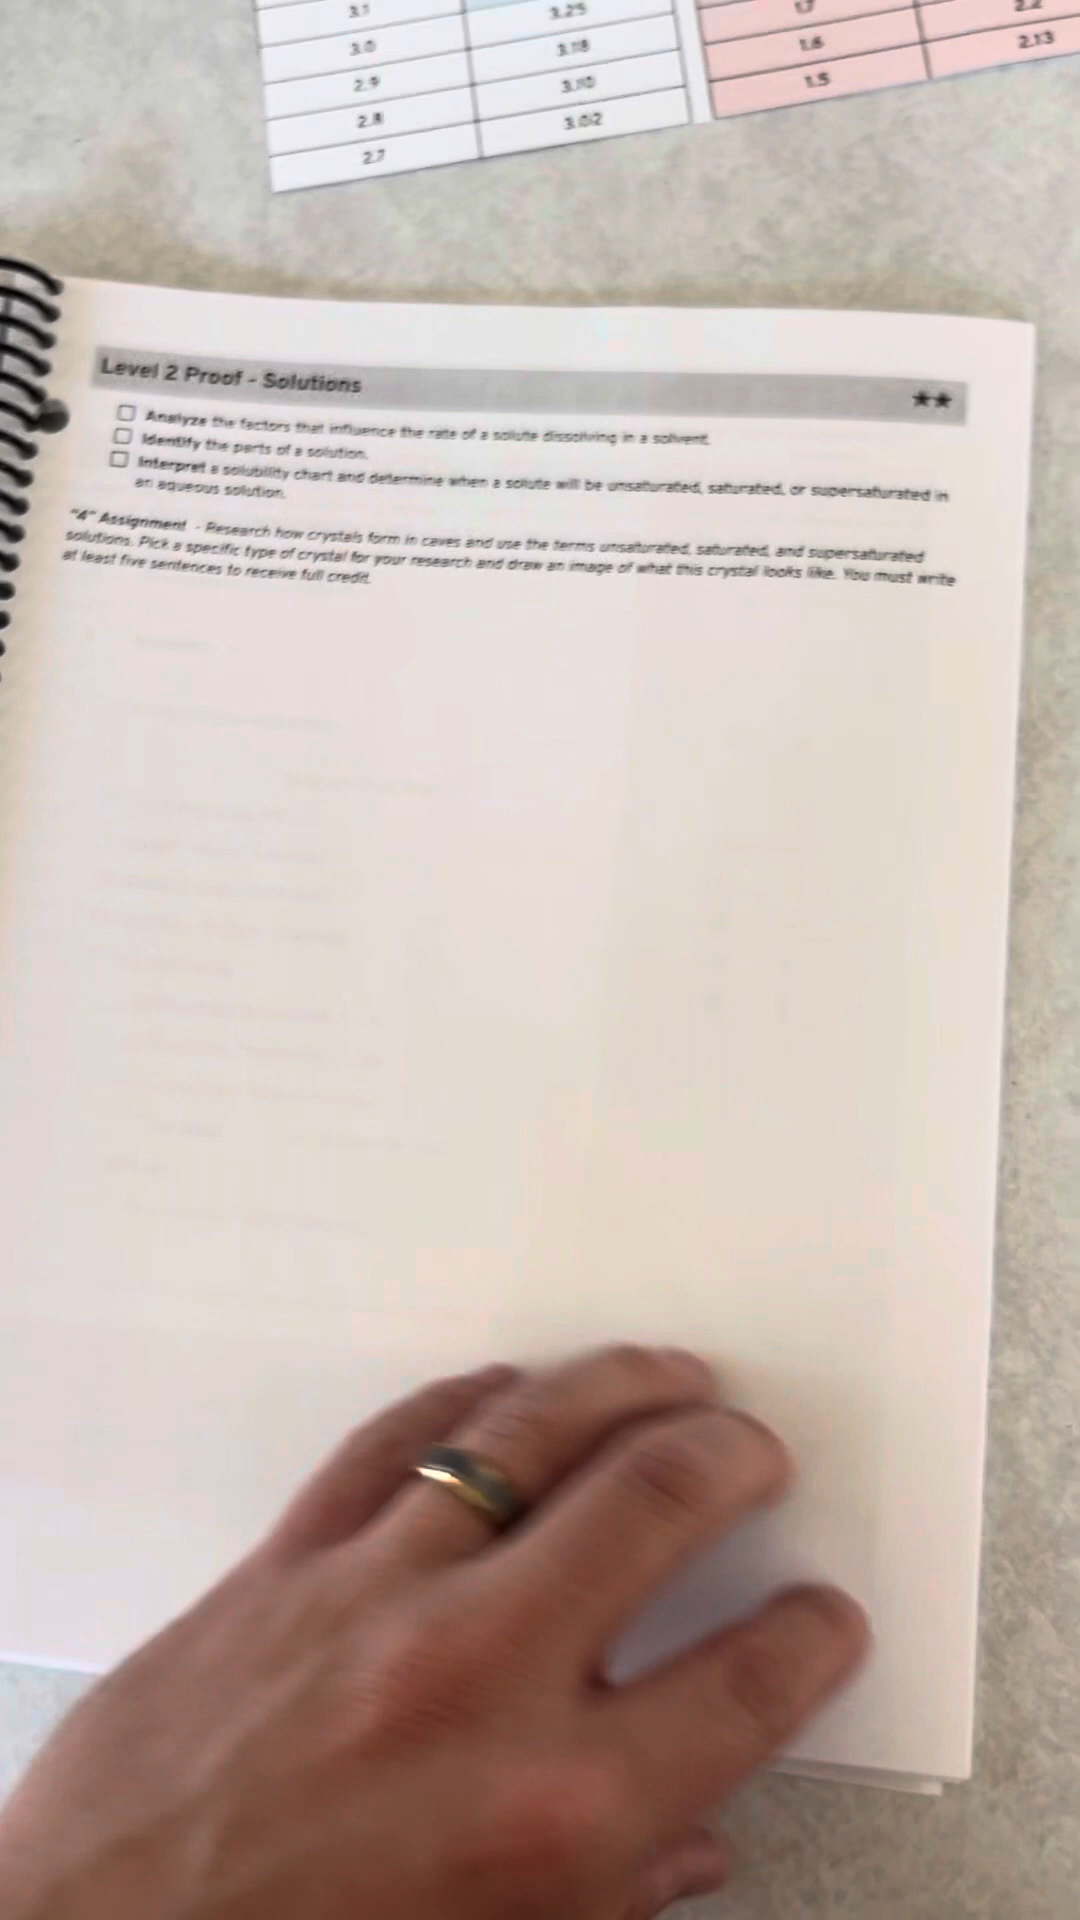 3.1 3.25 1.7 2.2
3.0 3.18 1.6 2.13
2.9 3.10 1.5
2.8 3.02
2.7
Level 2 Proof - Solutions ★★
Analyze the factors that influence the rate of a solute dissolving in a solvent.
Identify the parts of a solution.
Interpret a solubility chart and determine when a solute will be unsaturated, saturated, or supersaturated in
an aqueous solution.
"4" Assignment - Research how crystals form in caves and use the terms unsaturated, saturated, and supersaturated
solutions. Pick a specific type of crystal for your research and draw an image of what this crystal looks like. You must write
at least five sentences to receive full credit.